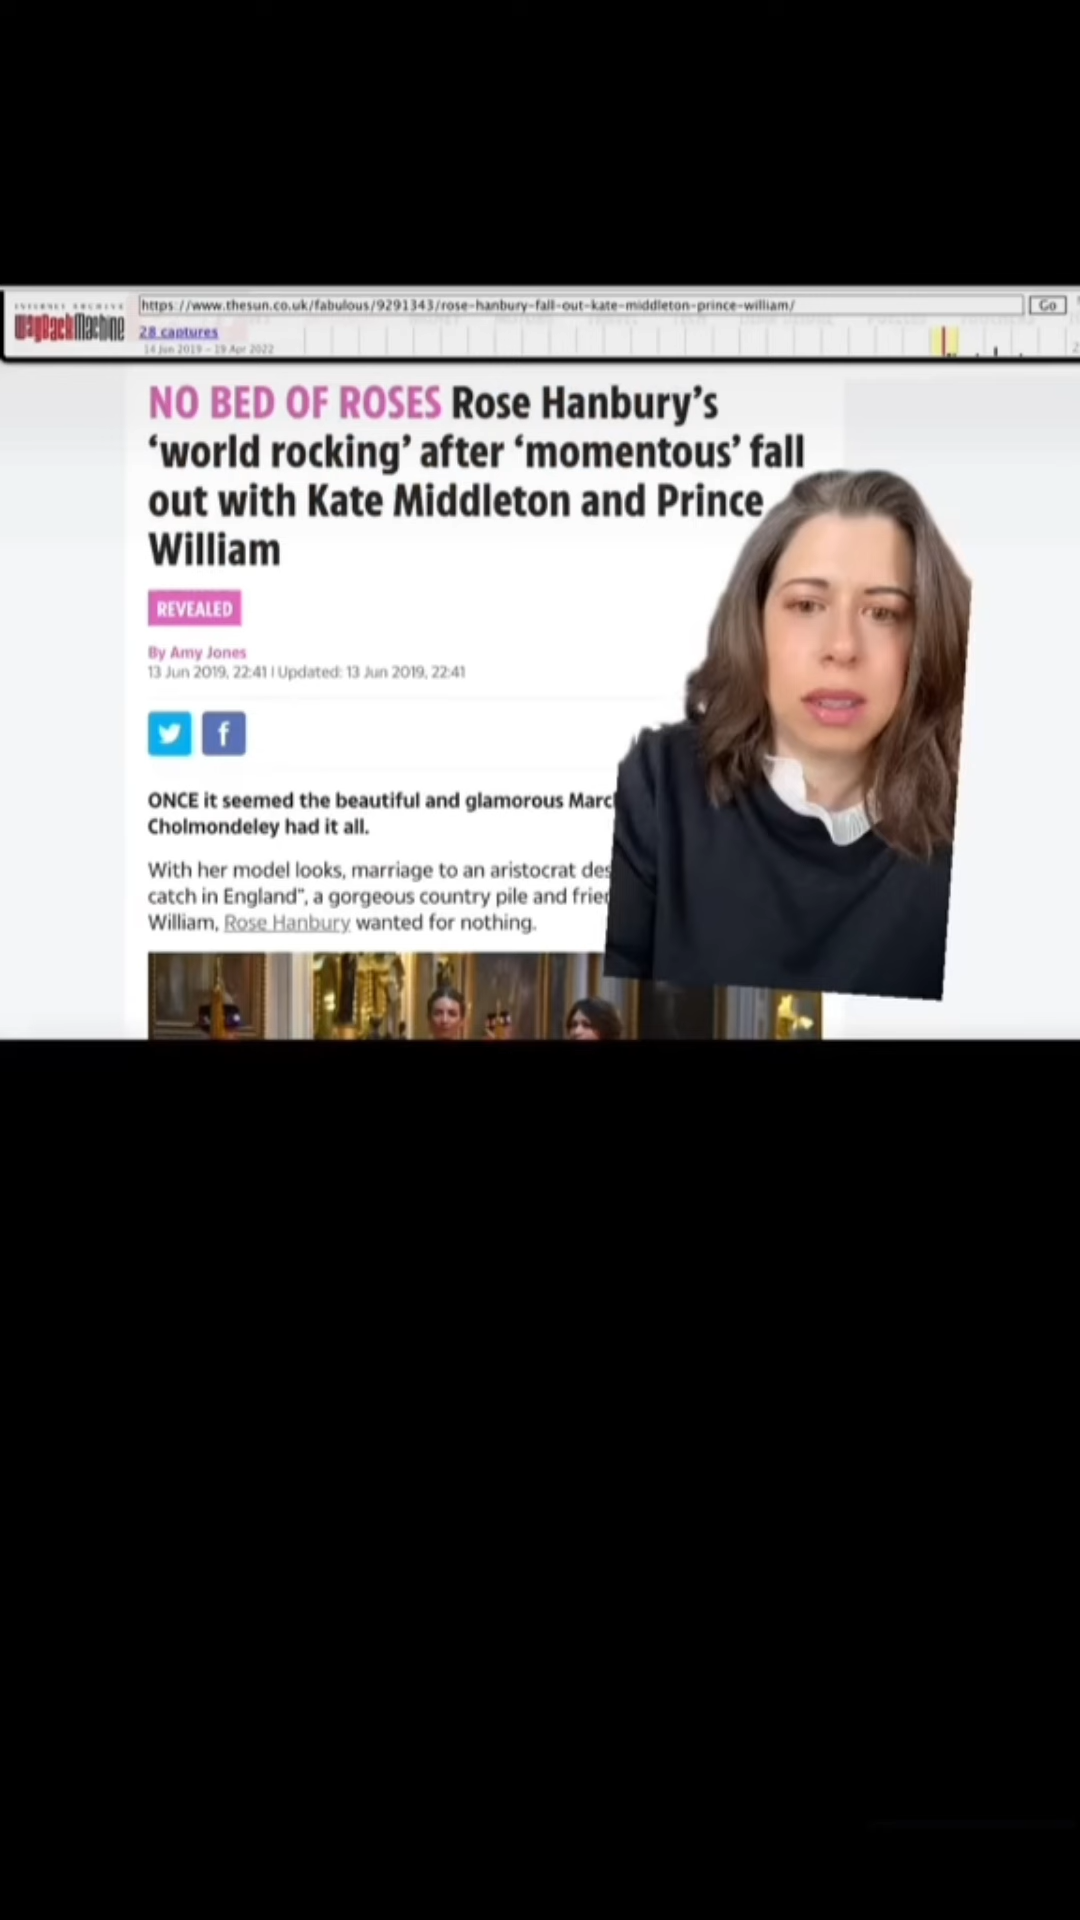 INTERNET ARCHIVE
WayBackMachine
https://www.thesun.co.uk/fabulous/9291343/rose-hanbury-fall-out-kate-middleton-prince-william/
Go
28 captures
14 Jun 2019 – 19 Apr 2022
NO BED OF ROSES Rose Hanbury’s
‘world rocking’ after ‘momentous’ fall
out with Kate Middleton and Prince
William
REVEALED
By Amy Jones
13 Jun 2019, 22:41 | Updated: 13 Jun 2019, 22:41
f
ONCE it seemed the beautiful and glamorous Marc
Cholmondeley had it all.
With her model looks, marriage to an aristocrat des
catch in England”, a gorgeous country pile and frien
William, Rose Hanbury wanted for nothing.